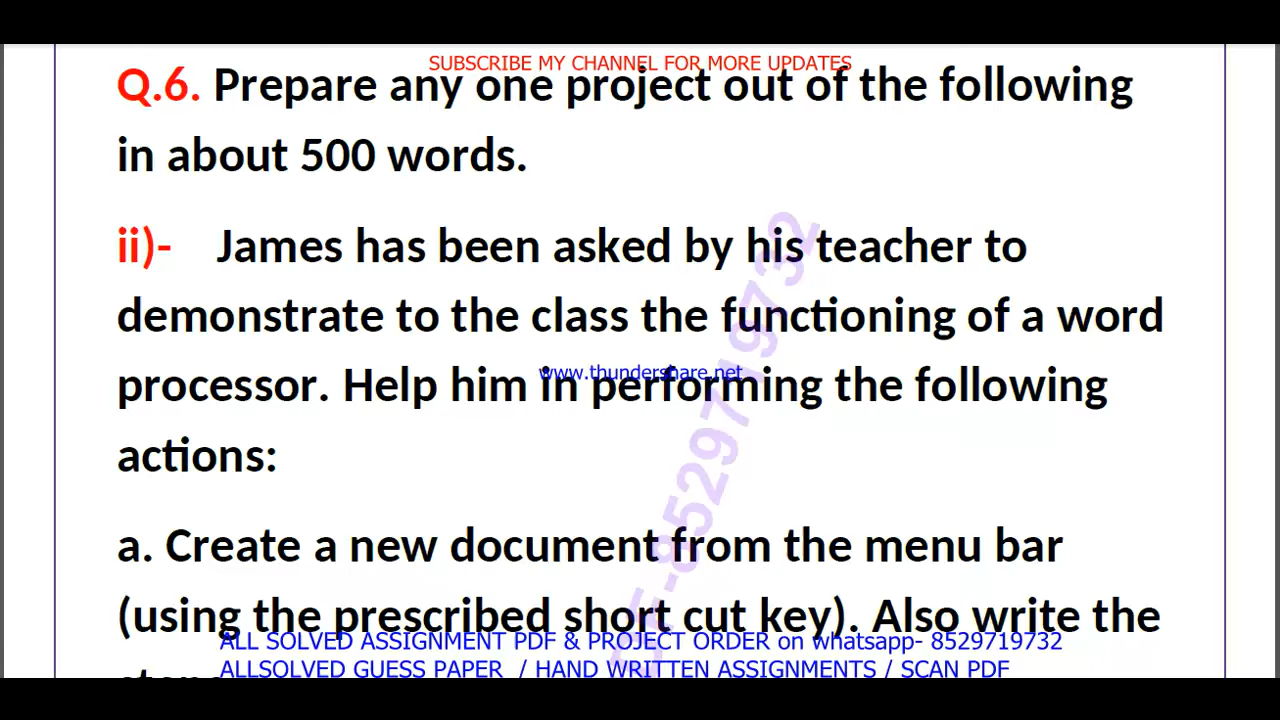 SUBSCRIBE MY CHANNEL FOR MORE UPDATES
Q.6. Prepare any one project out of the following
in about 500 words.
ii)- James has been asked by his teacher to
demonstrate to the class the functioning of a word
processor. Help him in performing the following
www.thundershare.net
actions:
a. Create a new document from the menu bar
(using the prescribed short cut key). Also write the
ALL SOLVED ASSIGNMENT PDF & PROJECT ORDER on whatsapp- 8529719732
ALLSOLVED GUESS PAPER / HAND WRITTEN ASSIGNMENTS / SCAN PDF